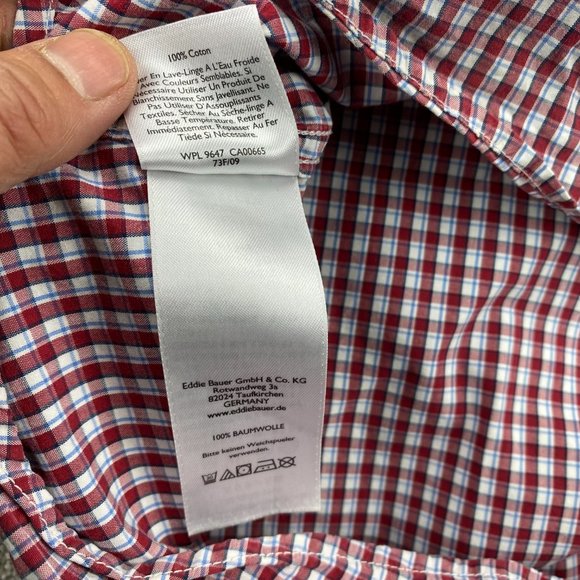 100% Coton
En Lave-Linge À L'Eau Froide
Avec Couleurs Semblables. Si
Nécessaire Utiliser Un Produit De
Blanchissement Sans Javellisant. Ne
Pas Utiliser D'Assouplissants
Textiles. Sécher Au Sèche-linge A
Basse Température. Retirer
Immédiatement. Repasser Au Fer
Tiède Si Nécessaire.
WPL 9647 CA00665
73F/09
Eddie Bauer GmbH & Co. KG
Rotwandweg 3a
82024 Taufkirchen
GERMANY
www.eddiebauer.de
100% BAUMWOLLE
Bitte keinen Weichspueler
verwenden.